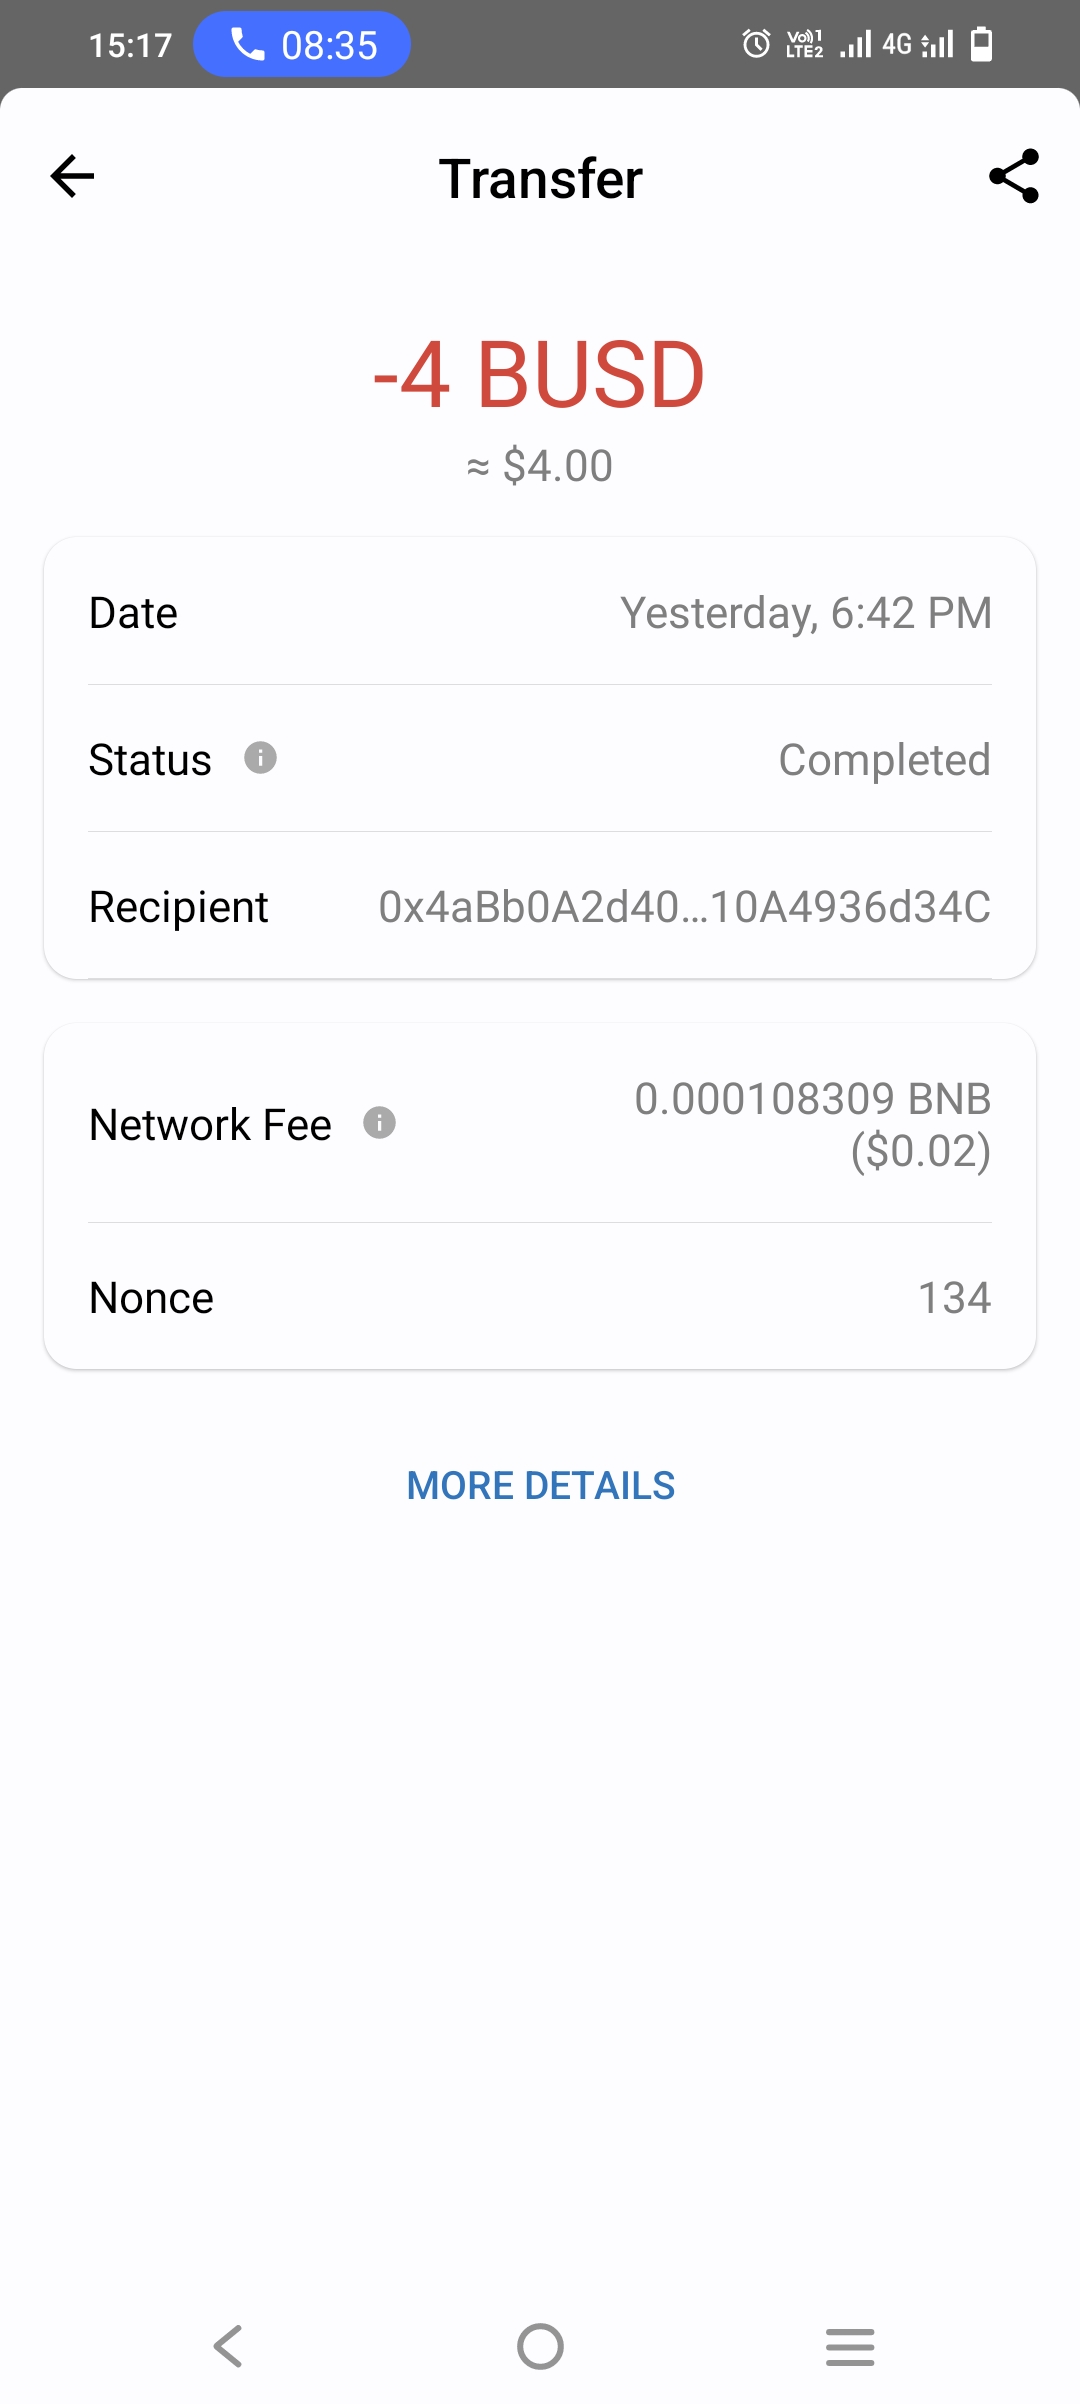 15:17 08:35 Vo))1 LTE2 4G
Transfer
-4 BUSD
≈ $4.00
Date Yesterday, 6:42 PM
Status i Completed
Recipient 0x4aBb0A2d40...10A4936d34C
Network Fee i 0.000108309 BNB
($0.02)
Nonce 134
MORE DETAILS